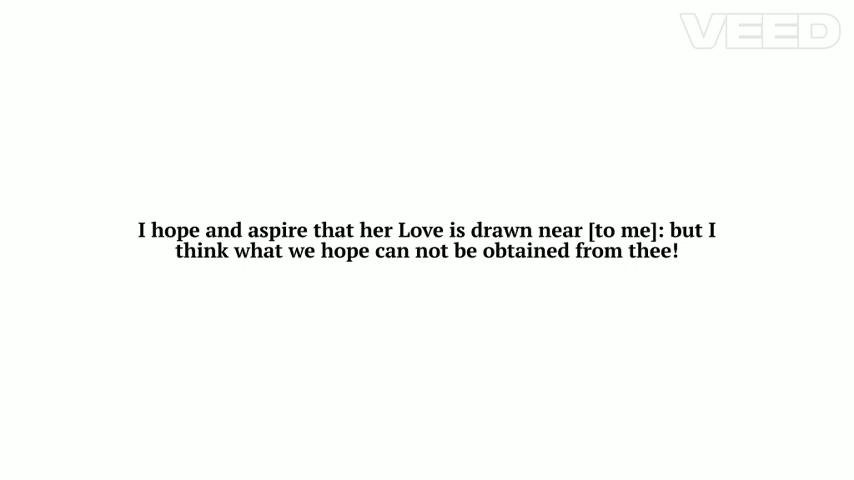 VEED
I hope and aspire that her Love is drawn near [to me]: but I
think what we hope can not be obtained from thee!